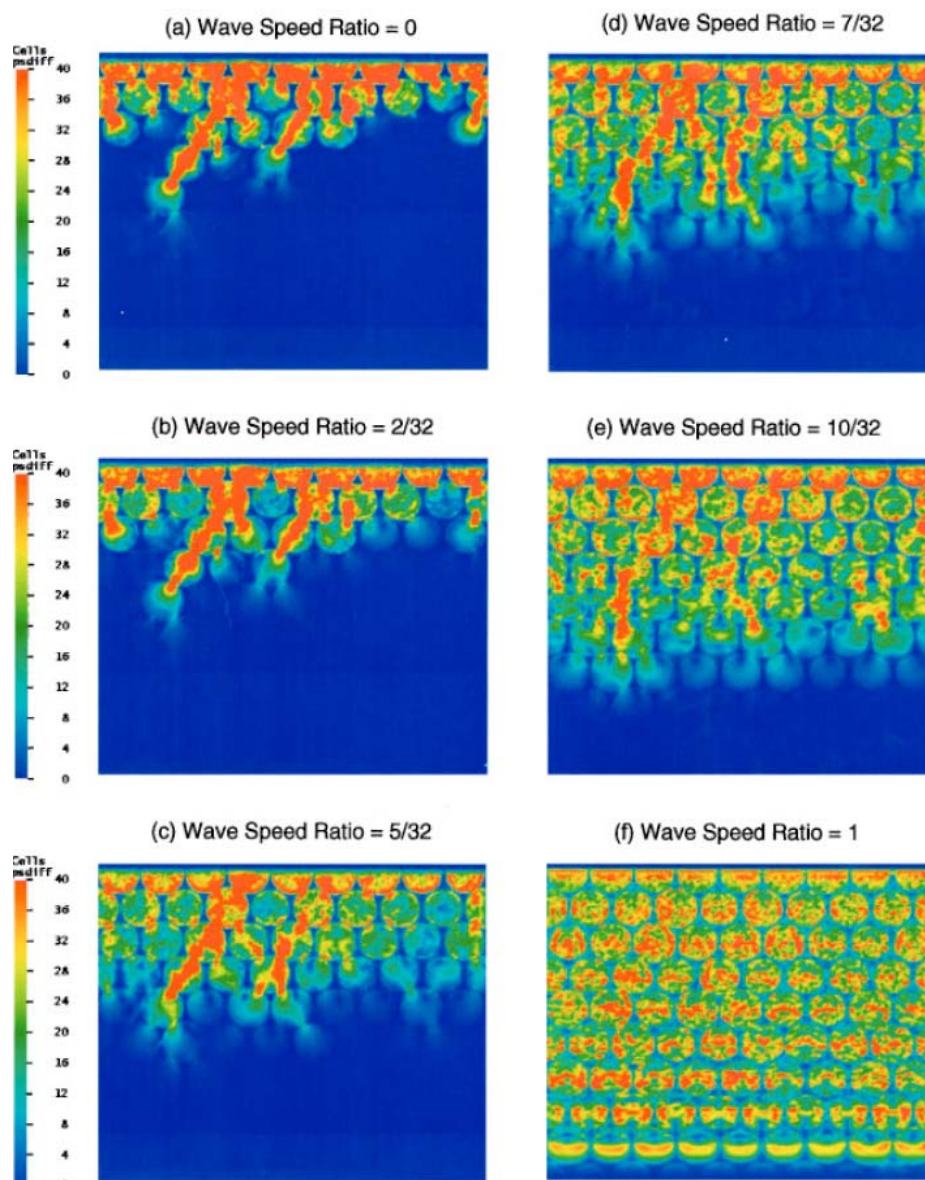 (a) Wave Speed Ratio = 0
Cells
psdiff
40
36
32
28
24
20
16
12
8
4
0
(d) Wave Speed Ratio = 7/32
(b) Wave Speed Ratio = 2/32
Cells
psdiff
40
36
32
28
24
20
16
12
8
4
0
(e) Wave Speed Ratio = 10/32
(c) Wave Speed Ratio = 5/32
Cells
psdiff
40
36
32
28
24
20
16
12
8
4
(f) Wave Speed Ratio = 1